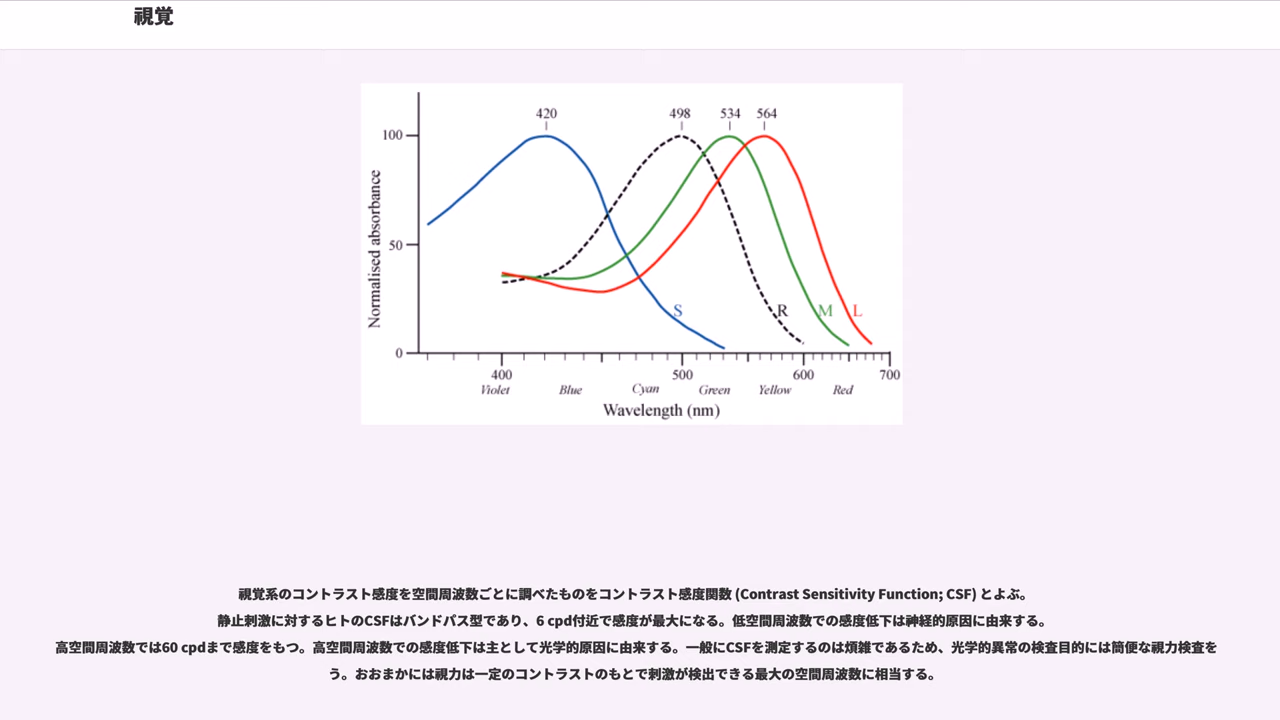 視覚
420 498 534 564
100
50
0
Normalised absorbance
S R M L
400 500 600 700
Violet Blue Cyan Green Yellow Red
Wavelength (nm)
視覚系のコントラスト感度を空間周波数ごとに調べたものをコントラスト感度関数 (Contrast Sensitivity Function; CSF) とよぶ。
静止刺激に対するヒトのCSFはバンドパス型であり、6 cpd付近で感度が最大になる。低空間周波数での感度低下は神経的原因に由来する。
高空間周波数では60 cpdまで感度をもつ。高空間周波数での感度低下は主として光学的原因に由来する。一般にCSFを測定するのは煩雑であるため、光学的異常の検査目的には簡便な視力検査を
う。おおまかには視力は一定のコントラストのもとで刺激が検出できる最大の空間周波数に相当する。